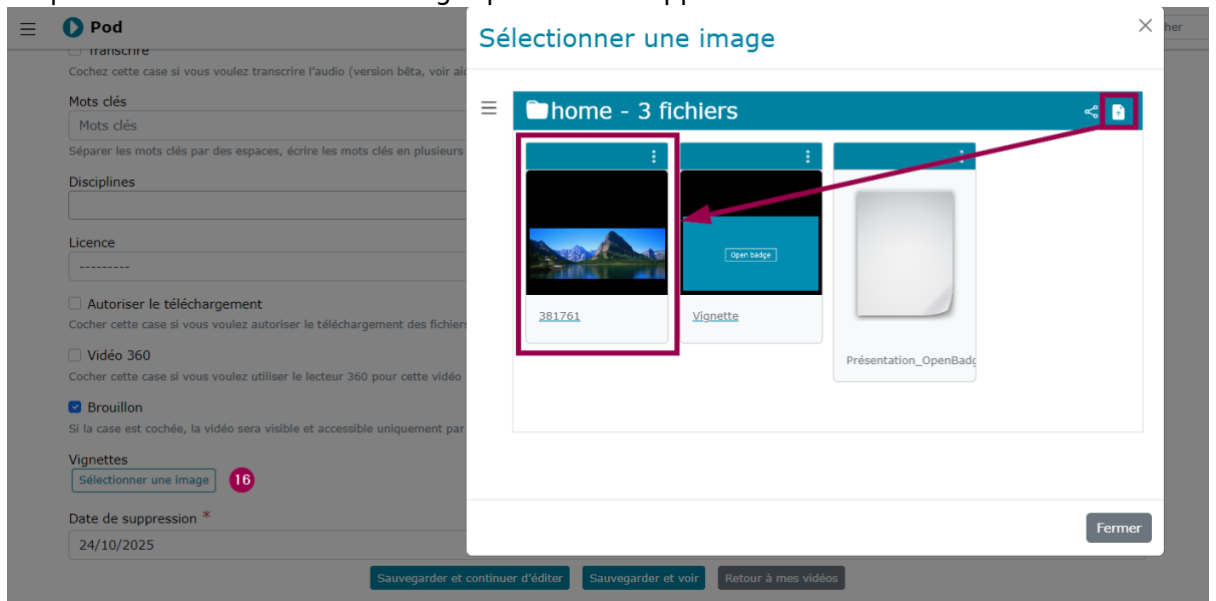 Pod
cher
Transcrire
Cochez cette case si vous voulez transcrire l'audio (version bêta, voir aid
Mots clés
Mots clés
Séparer les mots clés par des espaces, écrire les mots clés en plusieurs
Disciplines
Licence
---------
Autoriser le téléchargement
Cocher cette case si vous voulez autoriser le téléchargement des fichiers
Vidéo 360
Cocher cette case si vous voulez utiliser le lecteur 360 pour cette vidéo
Brouillon
Si la case est cochée, la vidéo sera visible et accessible uniquement par
Vignettes
Sélectionner une image
16
Date de suppression *
24/10/2025
Sauvegarder et continuer d'éditer
Sauvegarder et voir
Retour à mes vidéos
Sélectionner une image
home - 3 fichiers
Open badge
381761
Vignette
Présentation_OpenBadg
Fermer